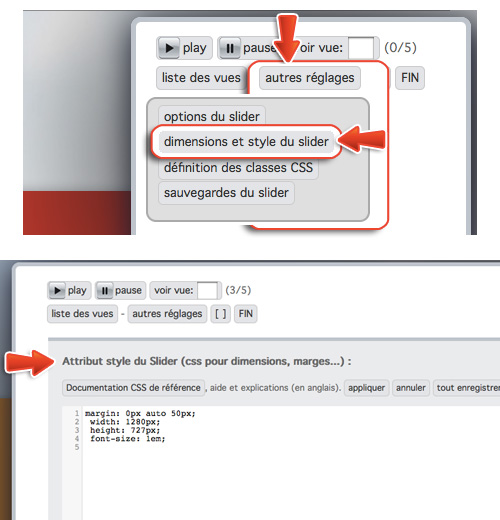 play pause voir vue: (0/5)
liste des vues autres réglages FIN
options du slider
dimensions et style du slider
définition des classes CSS
sauvegardes du slider
play pause voir vue: (3/5)
liste des vues - autres réglages [ ] FIN
Attribut style du Slider (css pour dimensions, marges...) :
Documentation CSS de référence, aide et explications (en anglais). appliquer annuler tout enregistrer
1 margin: 0px auto 50px;
2 width: 1280px;
3 height: 727px;
4 font-size: 1em;
5